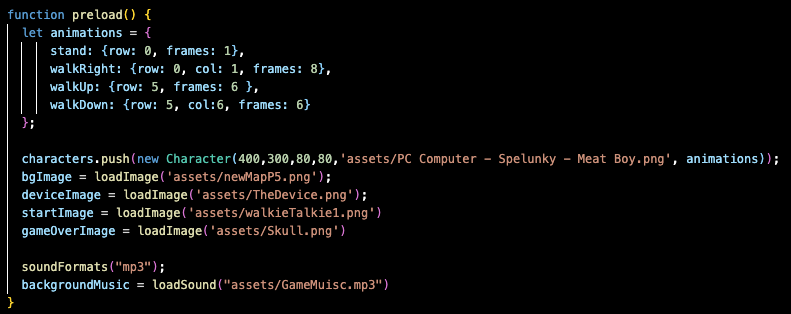 function preload() {
let animations = {
stand: {row: 0, frames: 1},
walkRight: {row: 0, col: 1, frames: 8},
walkUp: {row: 5, frames: 6 },
walkDown: {row: 5, col:6, frames: 6}
};
characters.push(new Character(400,300,80,80,'assets/PC Computer - Spelunky - Meat Boy.png', animations));
bgImage = loadImage('assets/newMapP5.png');
deviceImage = loadImage('assets/TheDevice.png');
startImage = loadImage('assets/walkieTalkie1.png')
gameOverImage = loadImage('assets/Skull.png')
soundFormats("mp3");
backgroundMusic = loadSound("assets/GameMuisc.mp3")
}